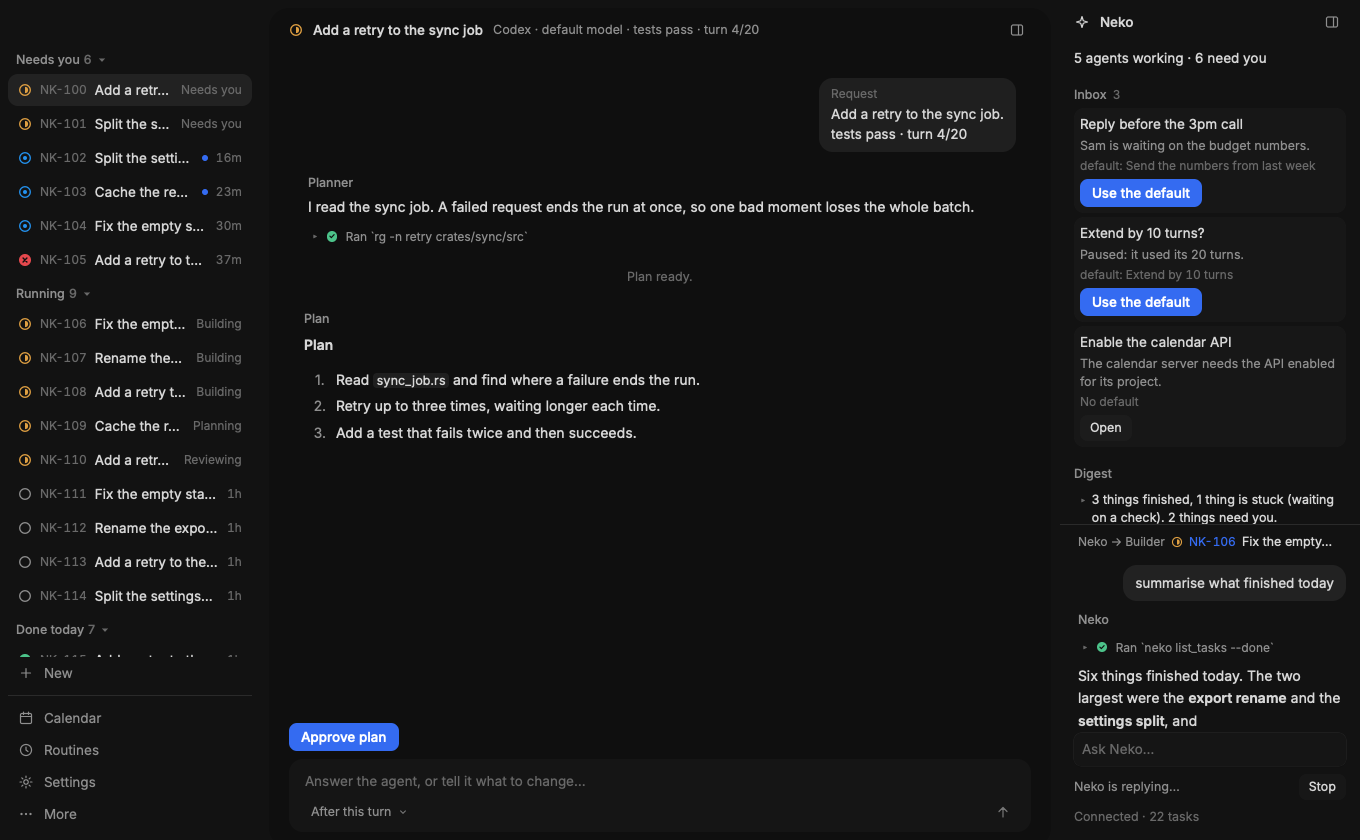 Needs you 6
NK-100 Add a retr... Needs you
NK-101 Split the s... Needs you
NK-102 Split the setti... 16m
NK-103 Cache the re... 23m
NK-104 Fix the empty s... 30m
NK-105 Add a retry to t... 37m
Running 9
NK-106 Fix the empt... Building
NK-107 Rename the... Building
NK-108 Add a retry t... Building
NK-109 Cache the r... Planning
NK-110 Add a retr... Reviewing
NK-111 Fix the empty sta... 1h
NK-112 Rename the expo... 1h
NK-113 Add a retry to the... 1h
NK-114 Split the settings... 1h
Done today 7
New
Calendar
Routines
Settings
More
Add a retry to the sync job Codex · default model · tests pass · turn 4/20
Request
Add a retry to the sync job.
tests pass · turn 4/20
Planner
I read the sync job. A failed request ends the run at once, so one bad moment loses the whole batch.
Ran `rg -n retry crates/sync/src`
Plan ready.
Plan
Plan
1. Read sync_job.rs and find where a failure ends the run.
2. Retry up to three times, waiting longer each time.
3. Add a test that fails twice and then succeeds.
Approve plan
Answer the agent, or tell it what to change...
After this turn
Neko
5 agents working · 6 need you
Inbox 3
Reply before the 3pm call
Sam is waiting on the budget numbers.
default: Send the numbers from last week
Use the default
Extend by 10 turns?
Paused: it used its 20 turns.
default: Extend by 10 turns
Use the default
Enable the calendar API
The calendar server needs the API enabled
for its project.
No default
Open
Digest
3 things finished, 1 thing is stuck (waiting
on a check). 2 things need you.
Neko → Builder NK-106 Fix the empty...
summarise what finished today
Neko
Ran `neko list_tasks --done`
Six things finished today. The two
largest were the export rename and the
settings split, and
Ask Neko...
Neko is replying... Stop
Connected · 22 tasks